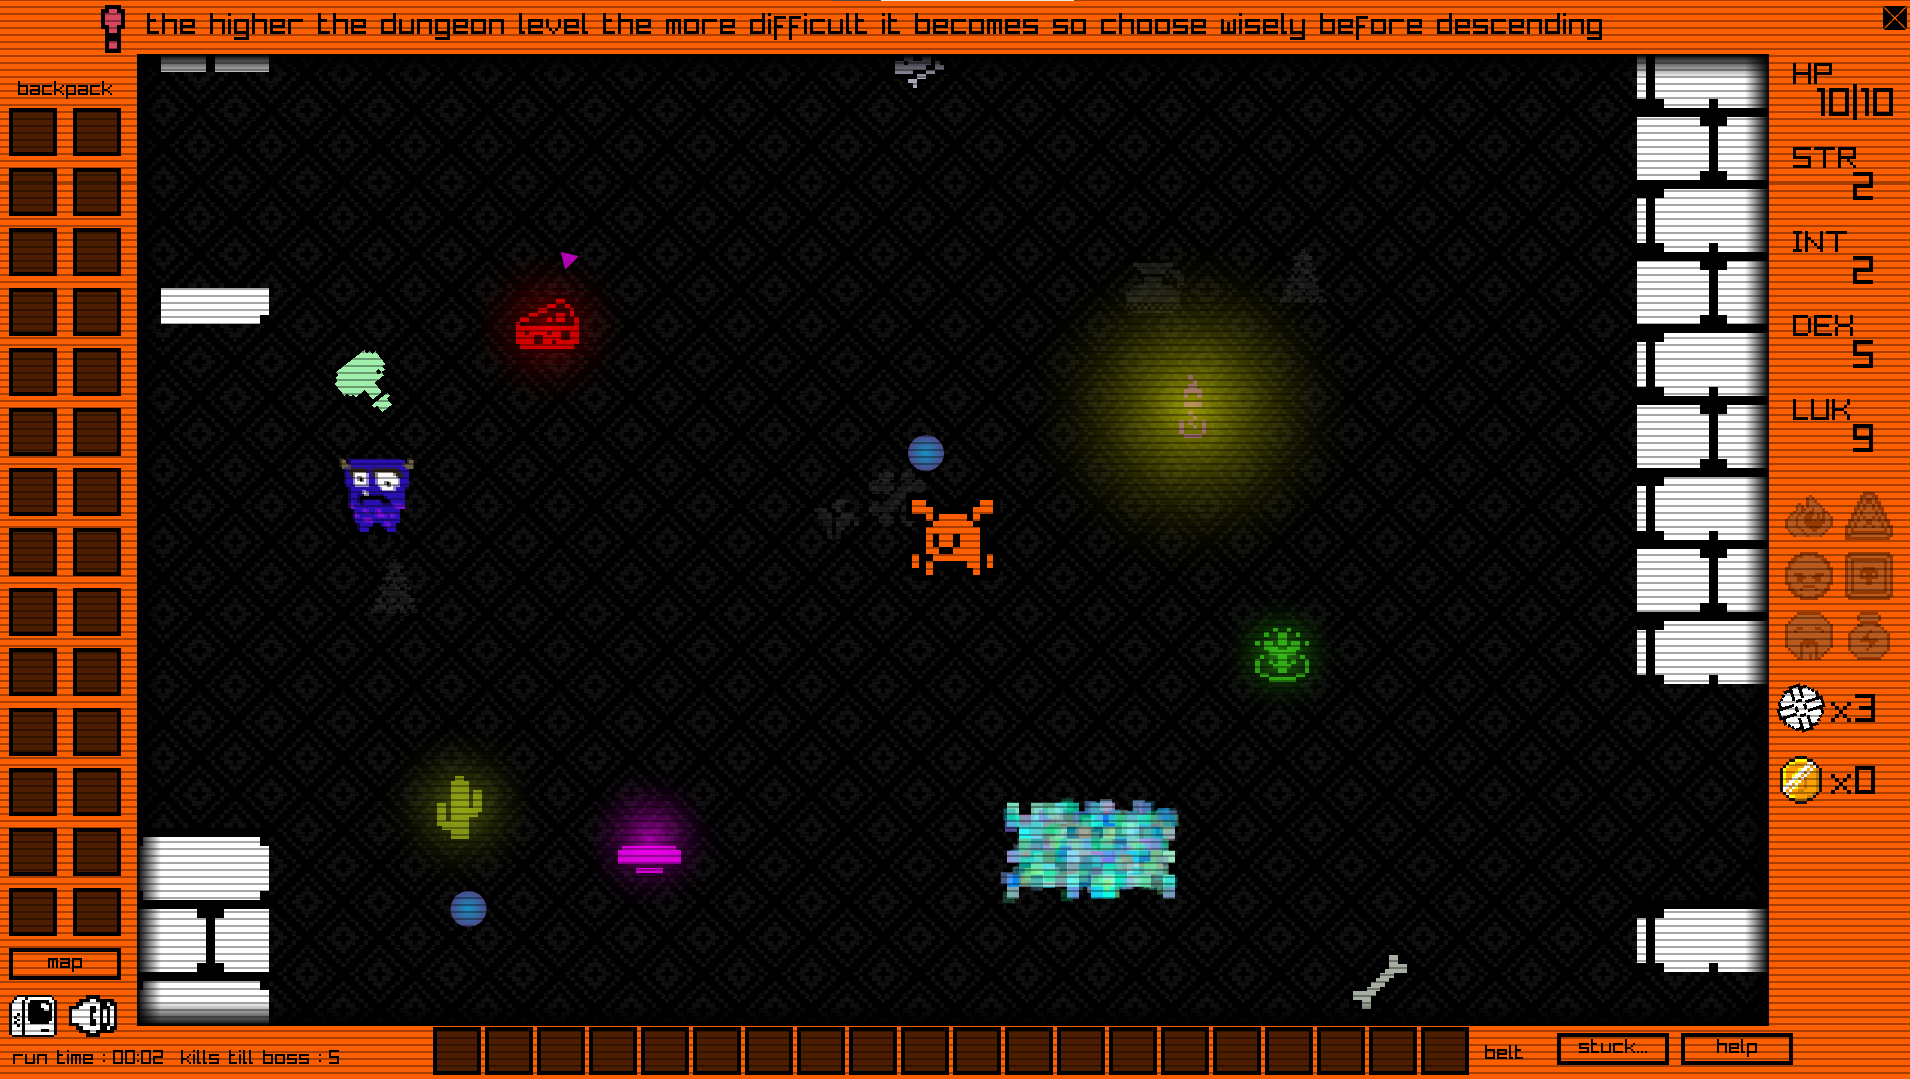 the higher the dungeon level the more difficult it becomes so choose wisely before descending
backpack
HP
10|10
STR
2
INT
2
DEX
5
LUK
9
x3
x0
map
run time : 00:02 kills till boss : 5
belt
stuck...
help